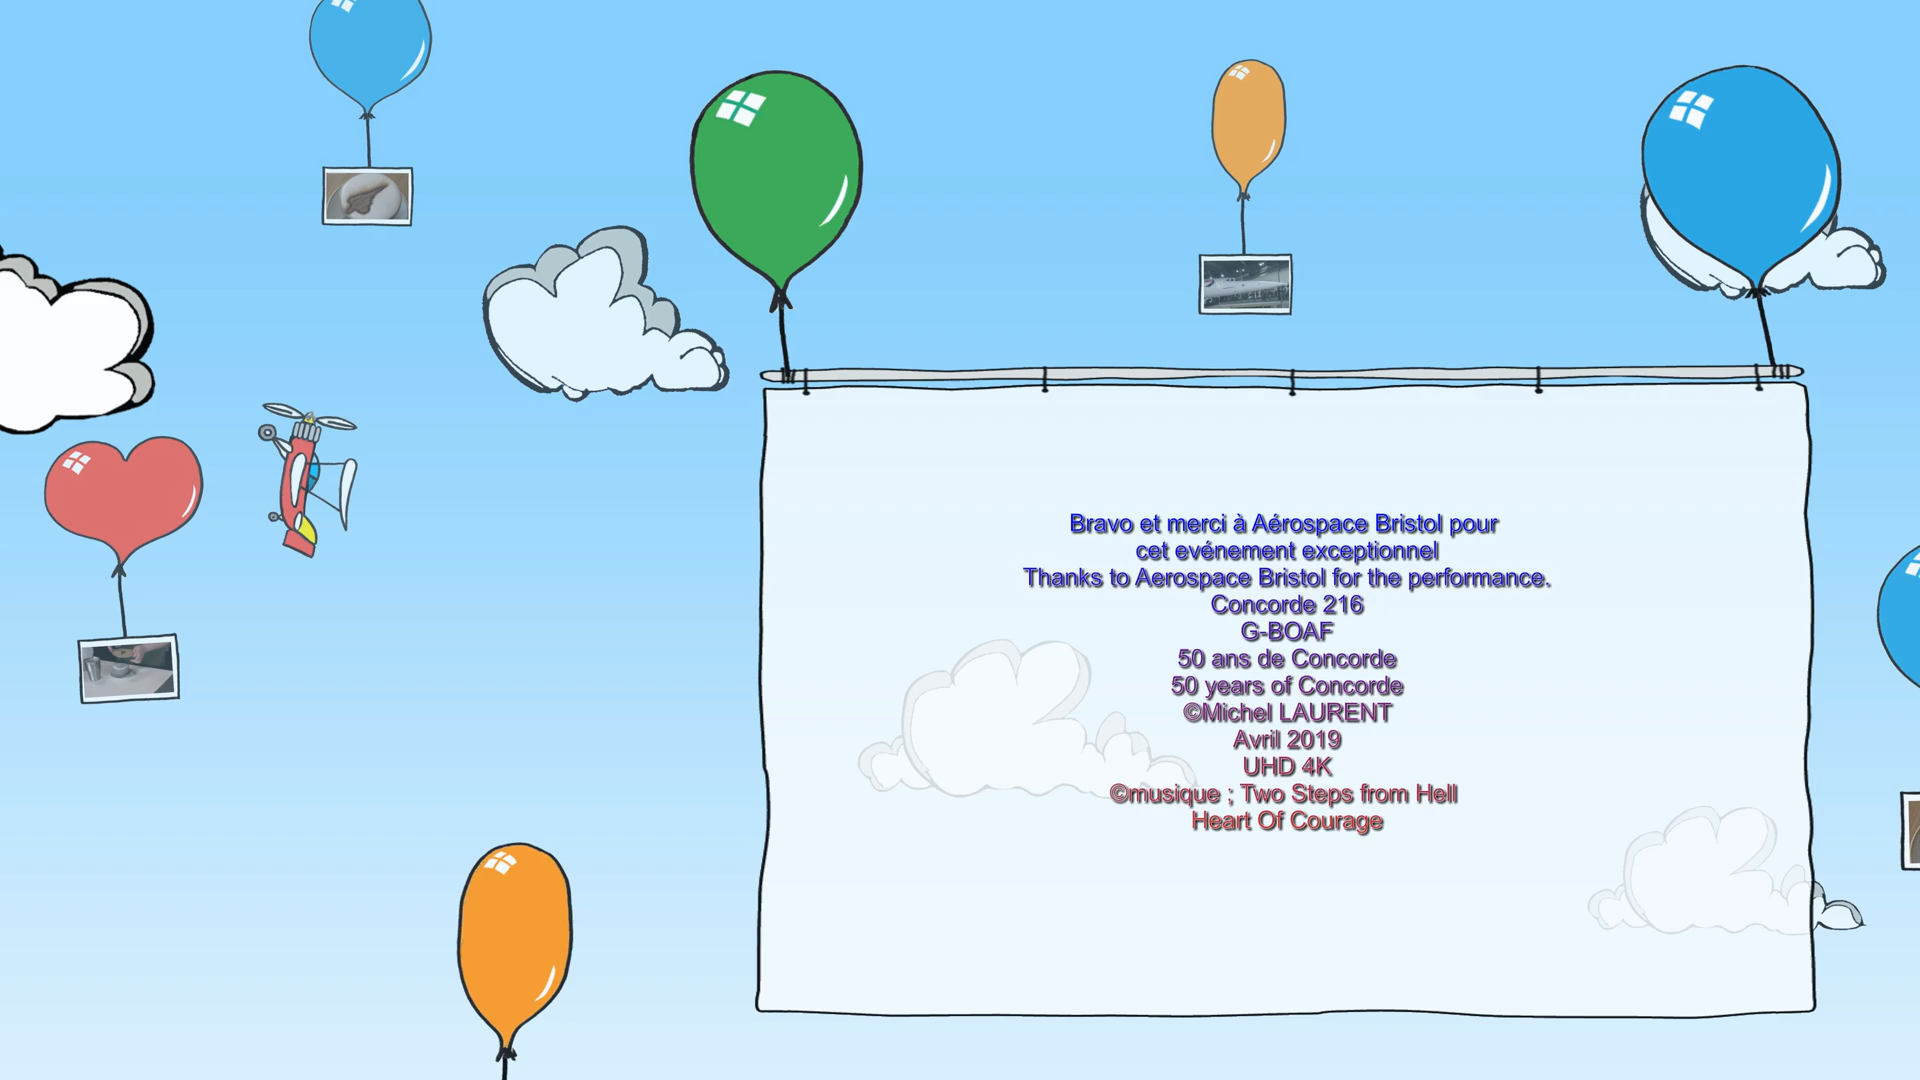 Bravo et merci à Aérospace Bristol pour
cet evénement exceptionnel
Thanks to Aerospace Bristol for the performance.
Concorde 216
G-BOAF
50 ans de Concorde
50 years of Concorde
©Michel LAURENT
Avril 2019
UHD 4K
©musique ; Two Steps from Hell
Heart Of Courage